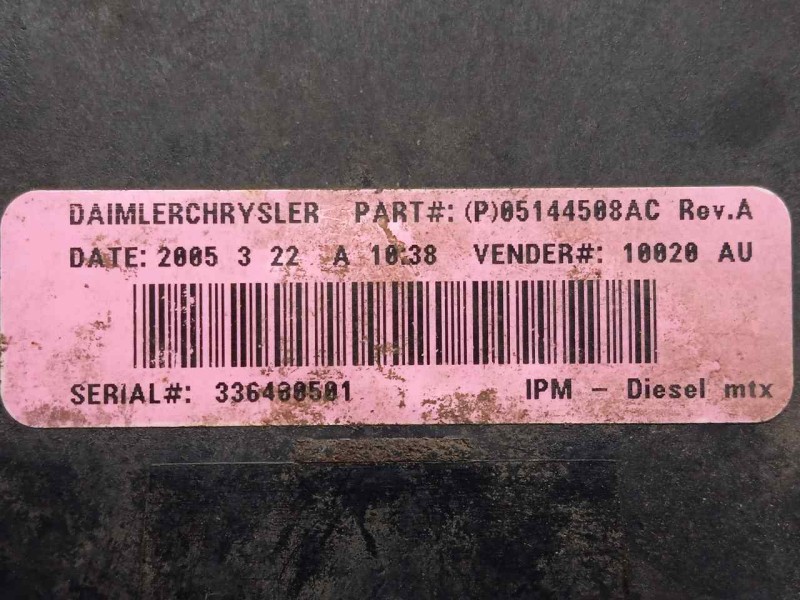 DAIMLERCHRYSLER PART#: (P)05144508AC Rev.A
DATE: 2005 3 22 A 10:38 VENDER#: 10020 AU
SERIAL#: 336400501 IPM - Diesel mtx